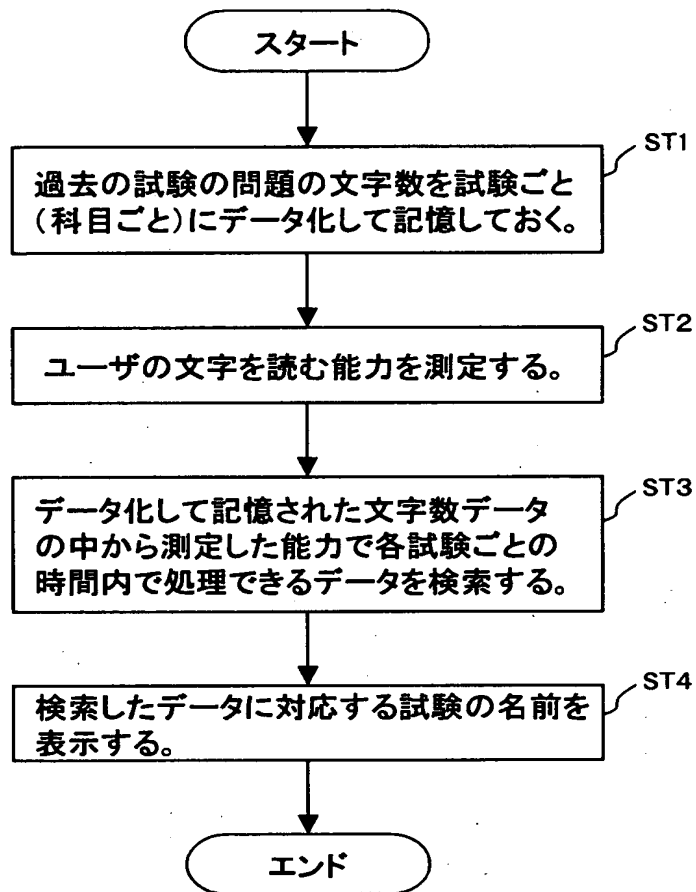 スタート
ST1
過去の試験の問題の文字数を試験ごと
(科目ごと)にデータ化して記憶しておく。
ST2
ユーザの文字を読む能力を測定する。
ST3
データ化して記憶された文字数データ
の中から測定した能力で各試験ごとの
時間内で処理できるデータを検索する。
ST4
検索したデータに対応する試験の名前を
表示する。
エンド